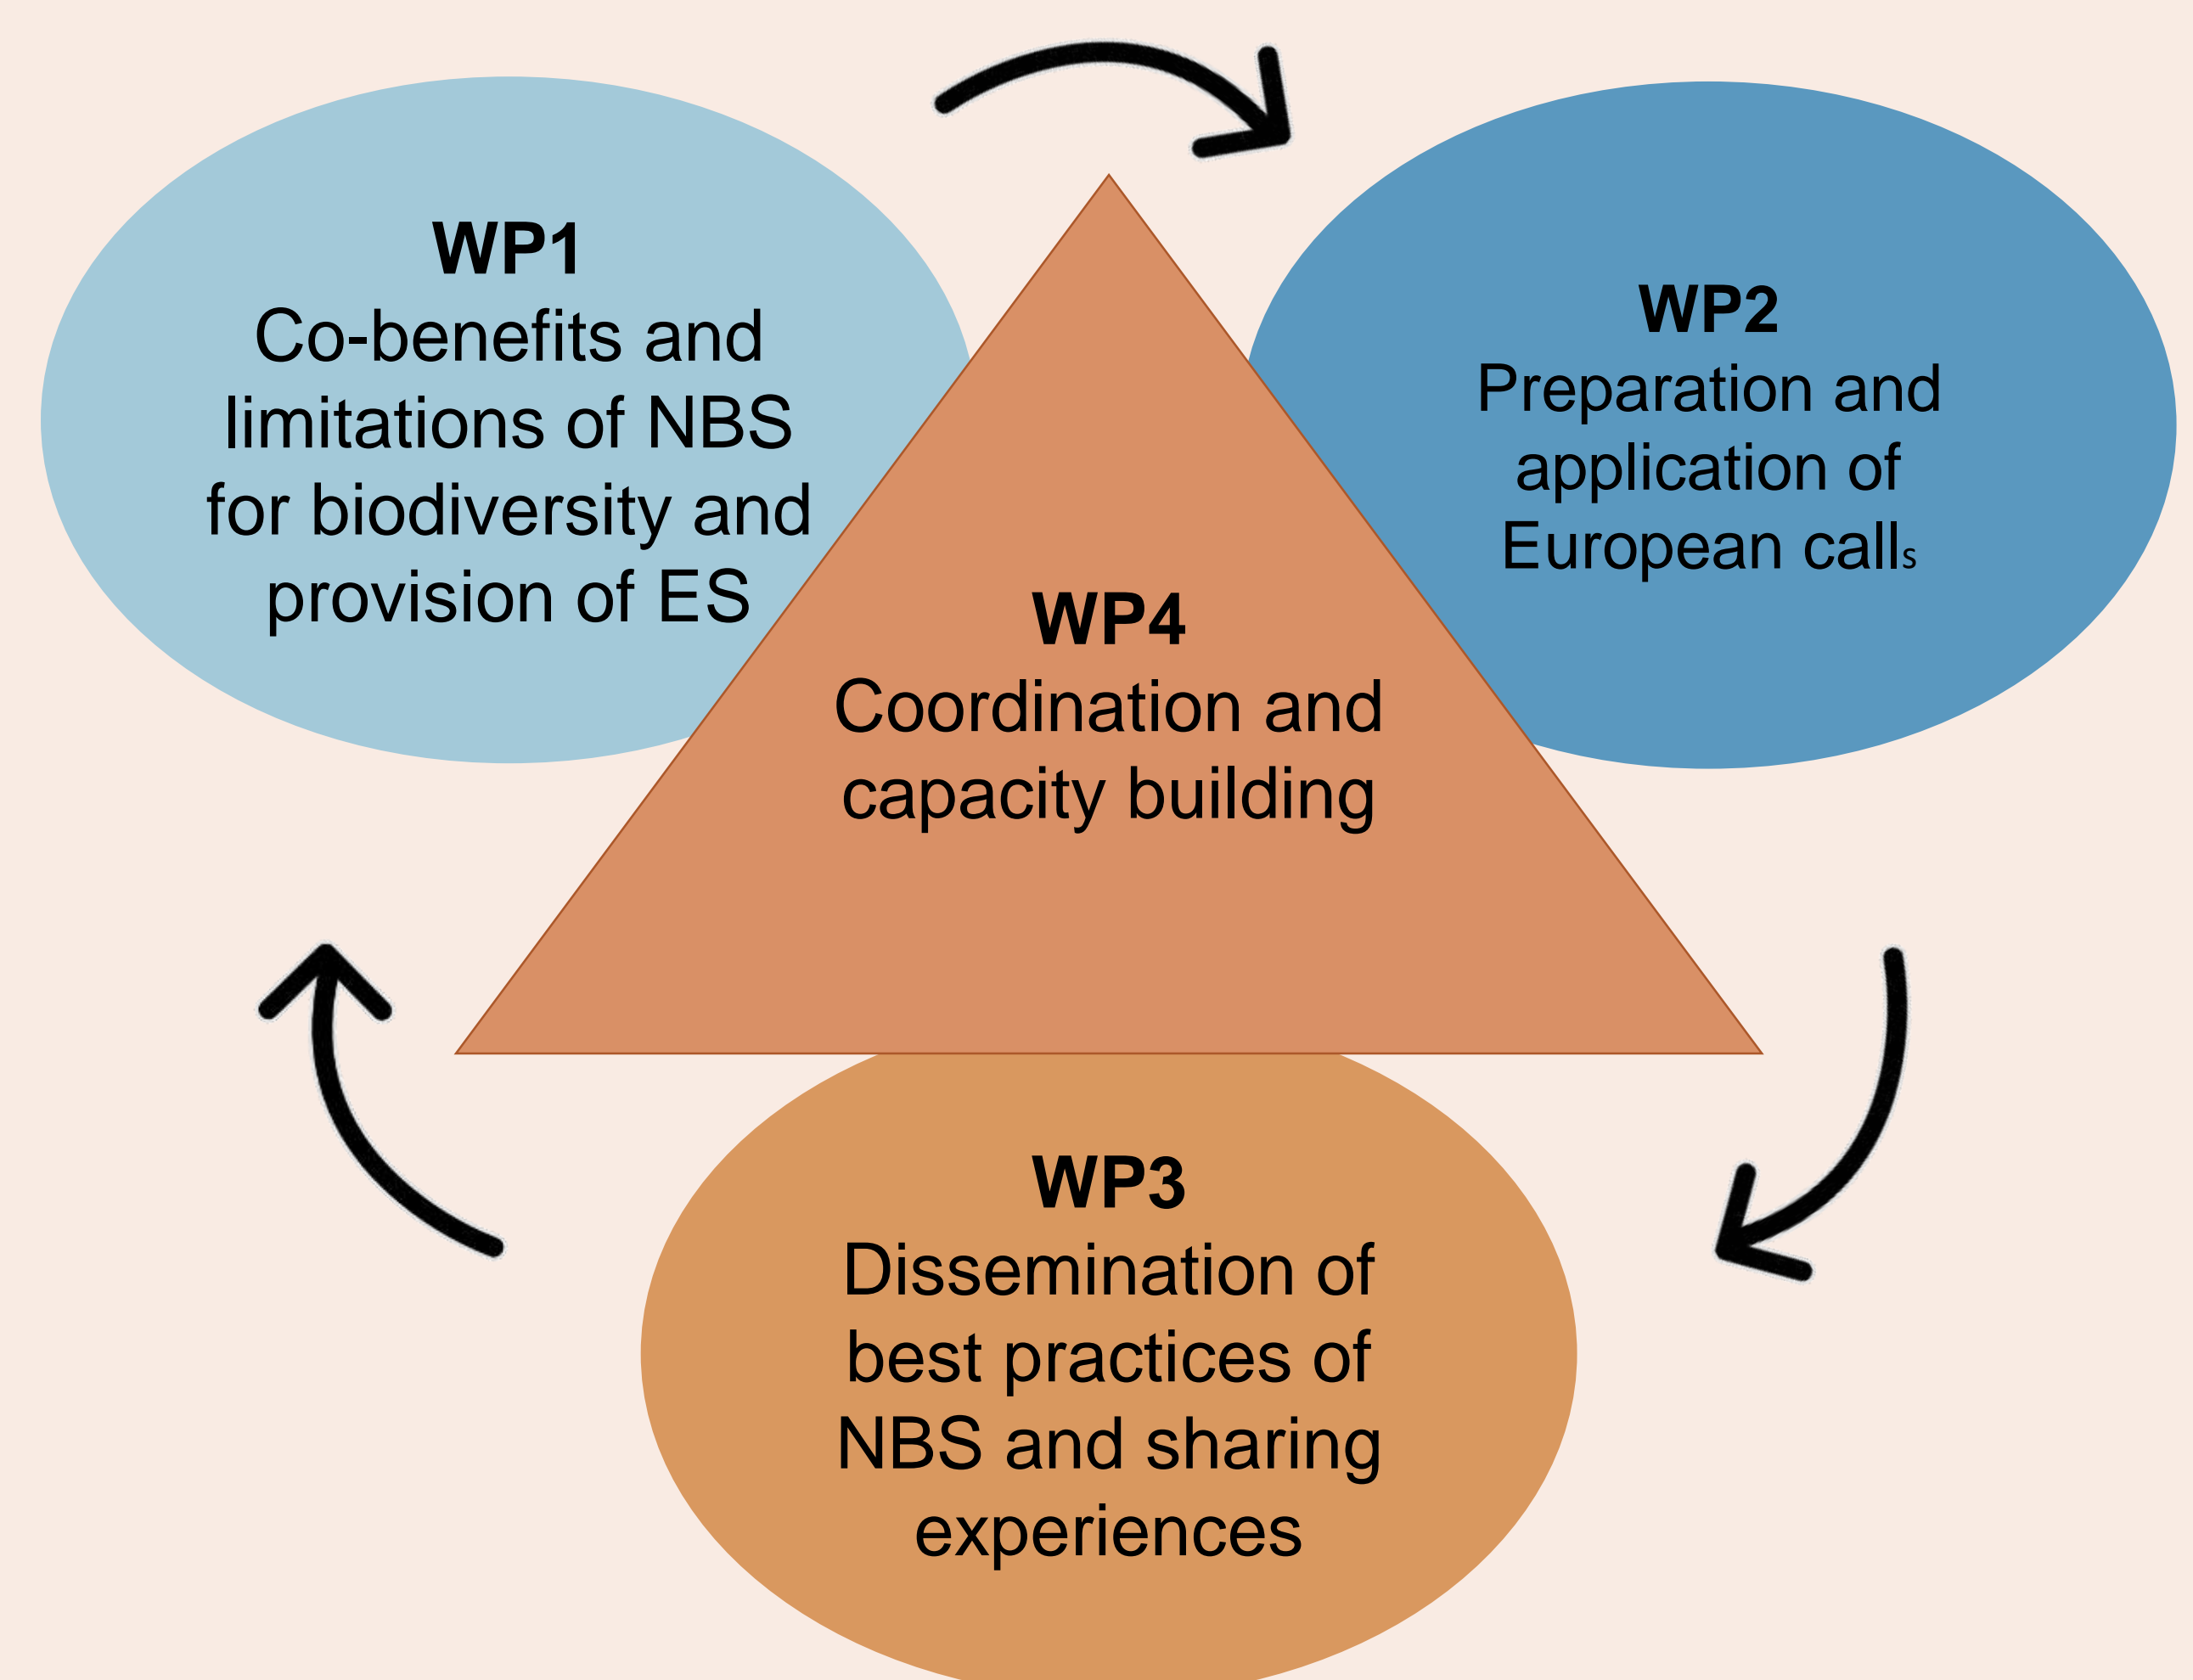 WP1
Co-benefits and
limitations of NBS
for biodiversity and
provision of ES
WP2
Preparation and
application of
European calls
WP4
Coordination and
capacity building
WP3
Dissemination of
best practices of
NBS and sharing
experiences